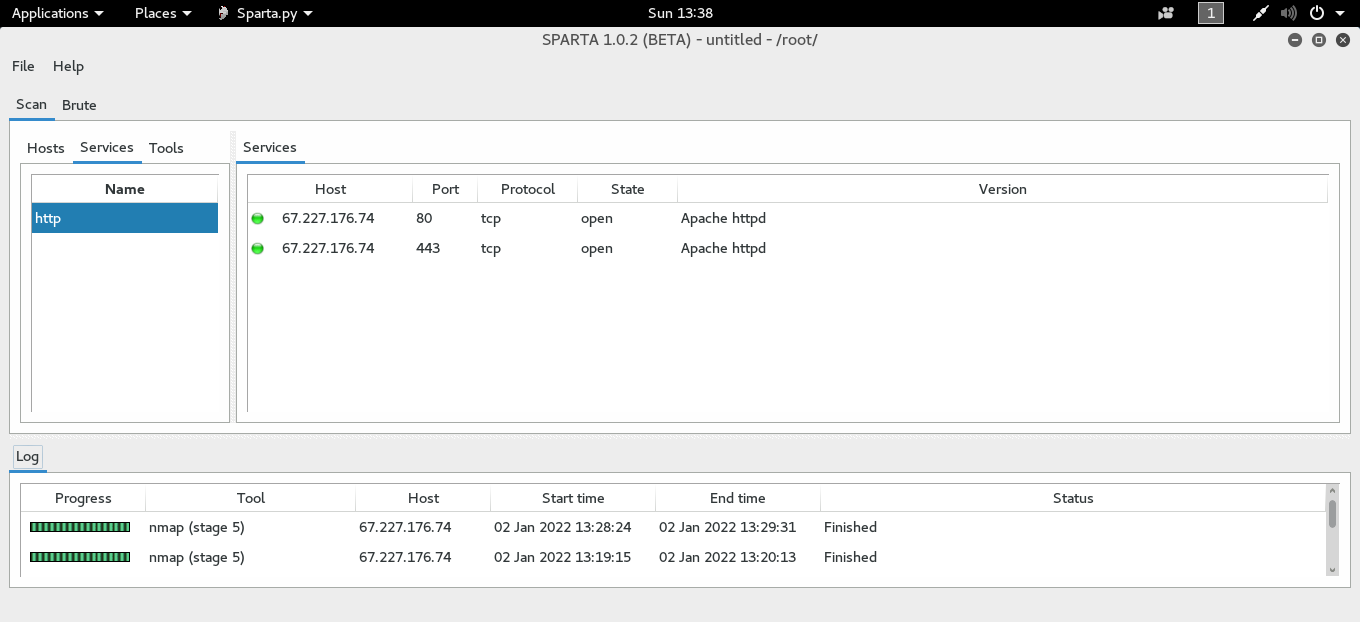 Applications Places Sparta.py Sun 13:38 1
SPARTA 1.0.2 (BETA) - untitled - /root/
File Help
Scan Brute
Hosts Services Tools Services
Name Host Port Protocol State Version
http 67.227.176.74 80 tcp open Apache httpd
67.227.176.74 443 tcp open Apache httpd
Log
Progress Tool Host Start time End time Status
nmap (stage 5) 67.227.176.74 02 Jan 2022 13:28:24 02 Jan 2022 13:29:31 Finished
nmap (stage 5) 67.227.176.74 02 Jan 2022 13:19:15 02 Jan 2022 13:20:13 Finished